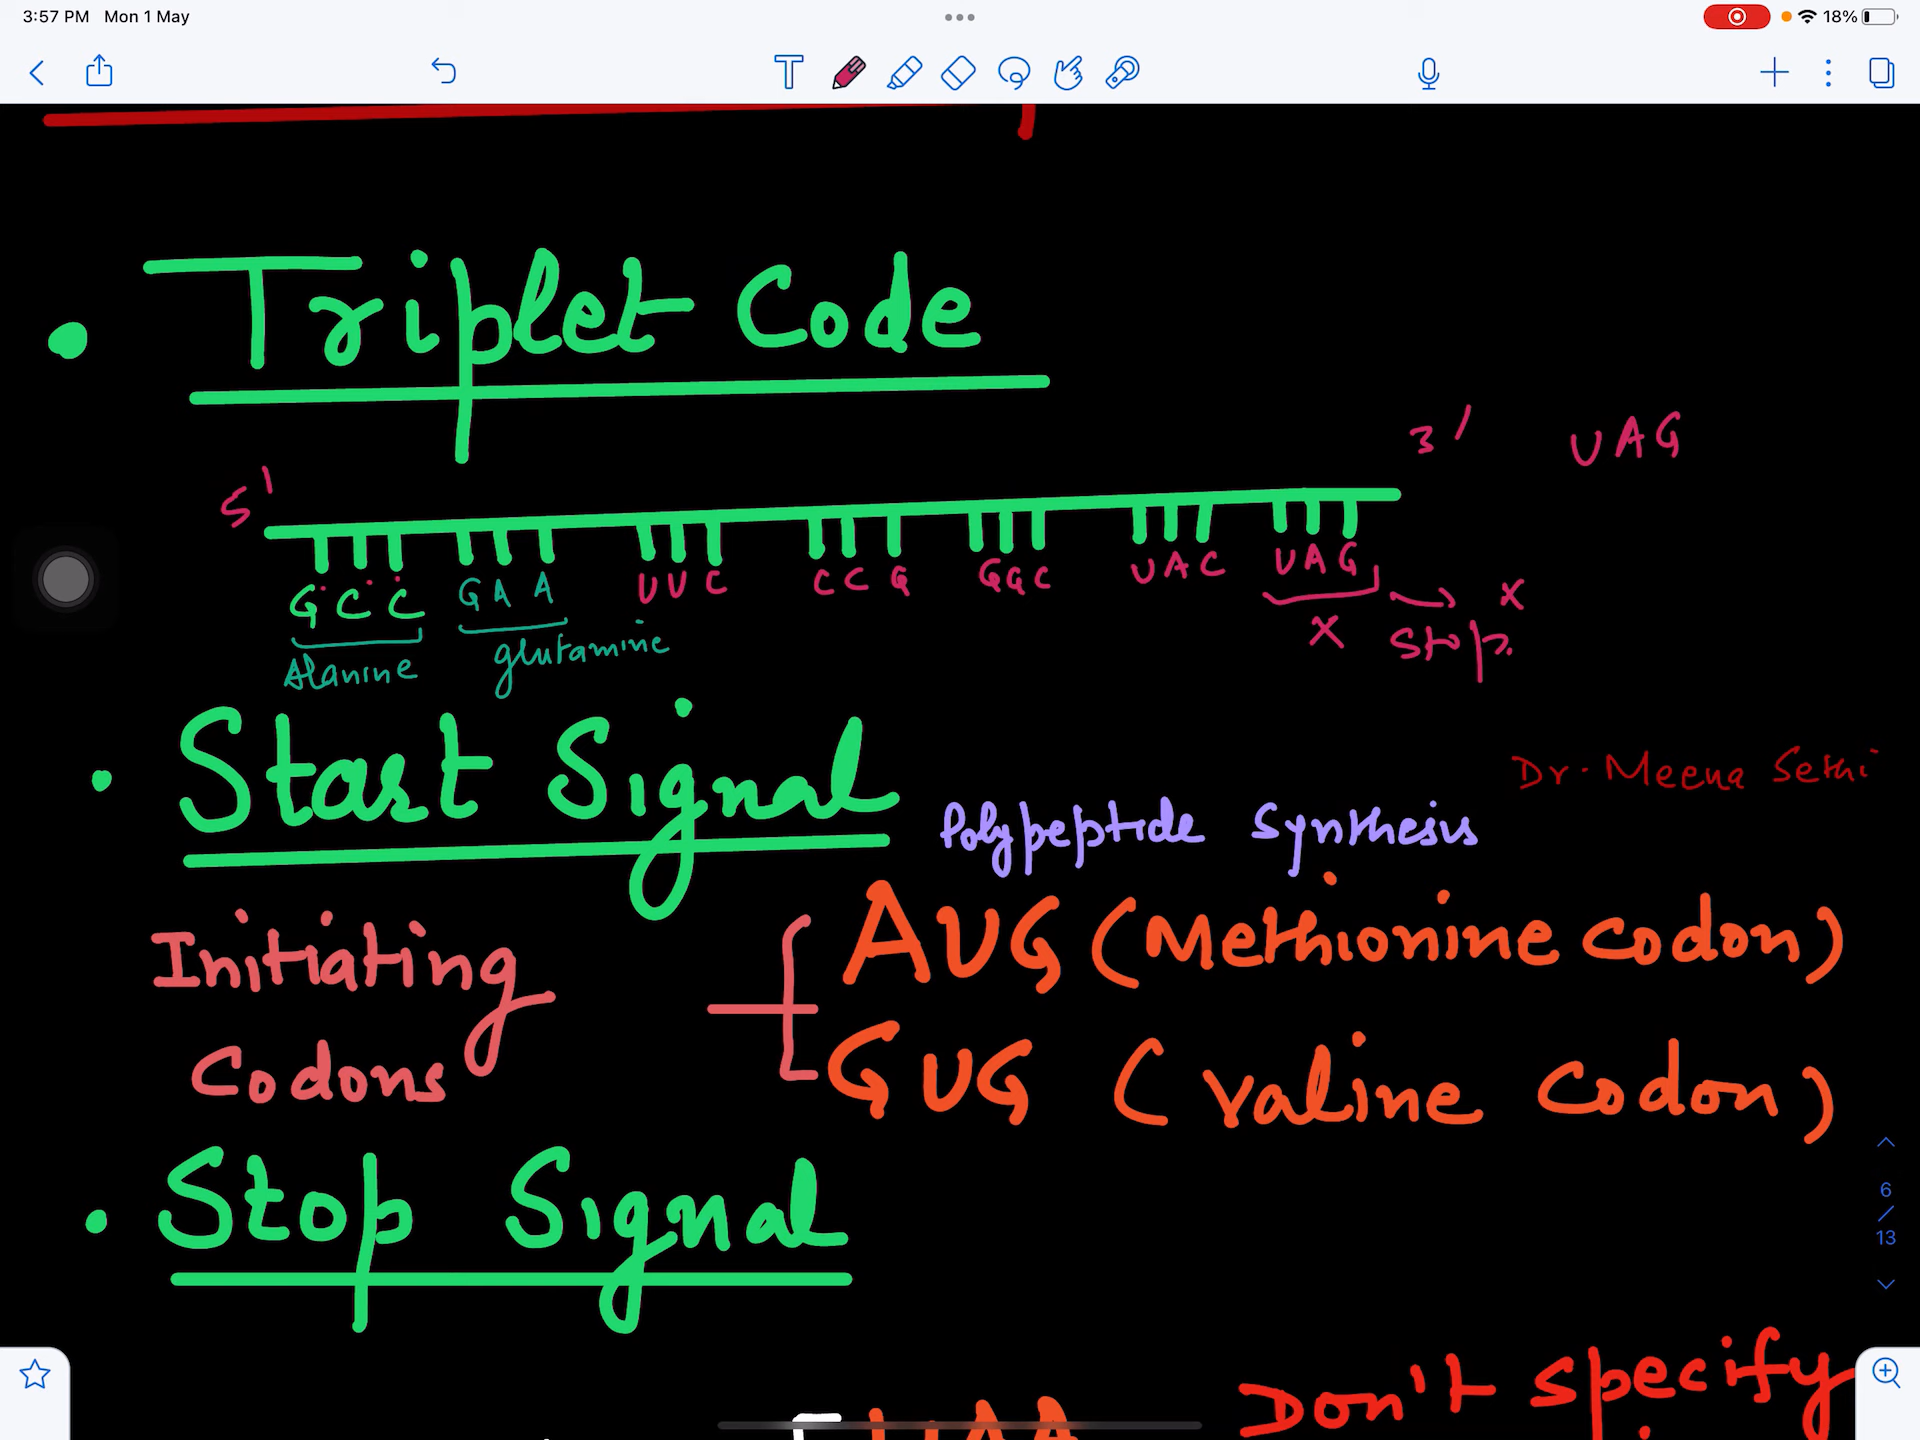 3:57 PM Mon 1 May
18%
T
• Triplet Code
5' 3' UAG
GCC GAA UUC CCG GGC UAC UAG
X X
Alanine glutamine Stop.
• Start Signal
Dr. Meena Sethi
Polypeptide Synthesis
Initiating Codons
AUG (Methionine codon)
GUG (Valine Codon)
• Stop Signal
6
/
13
UAA Don't specify